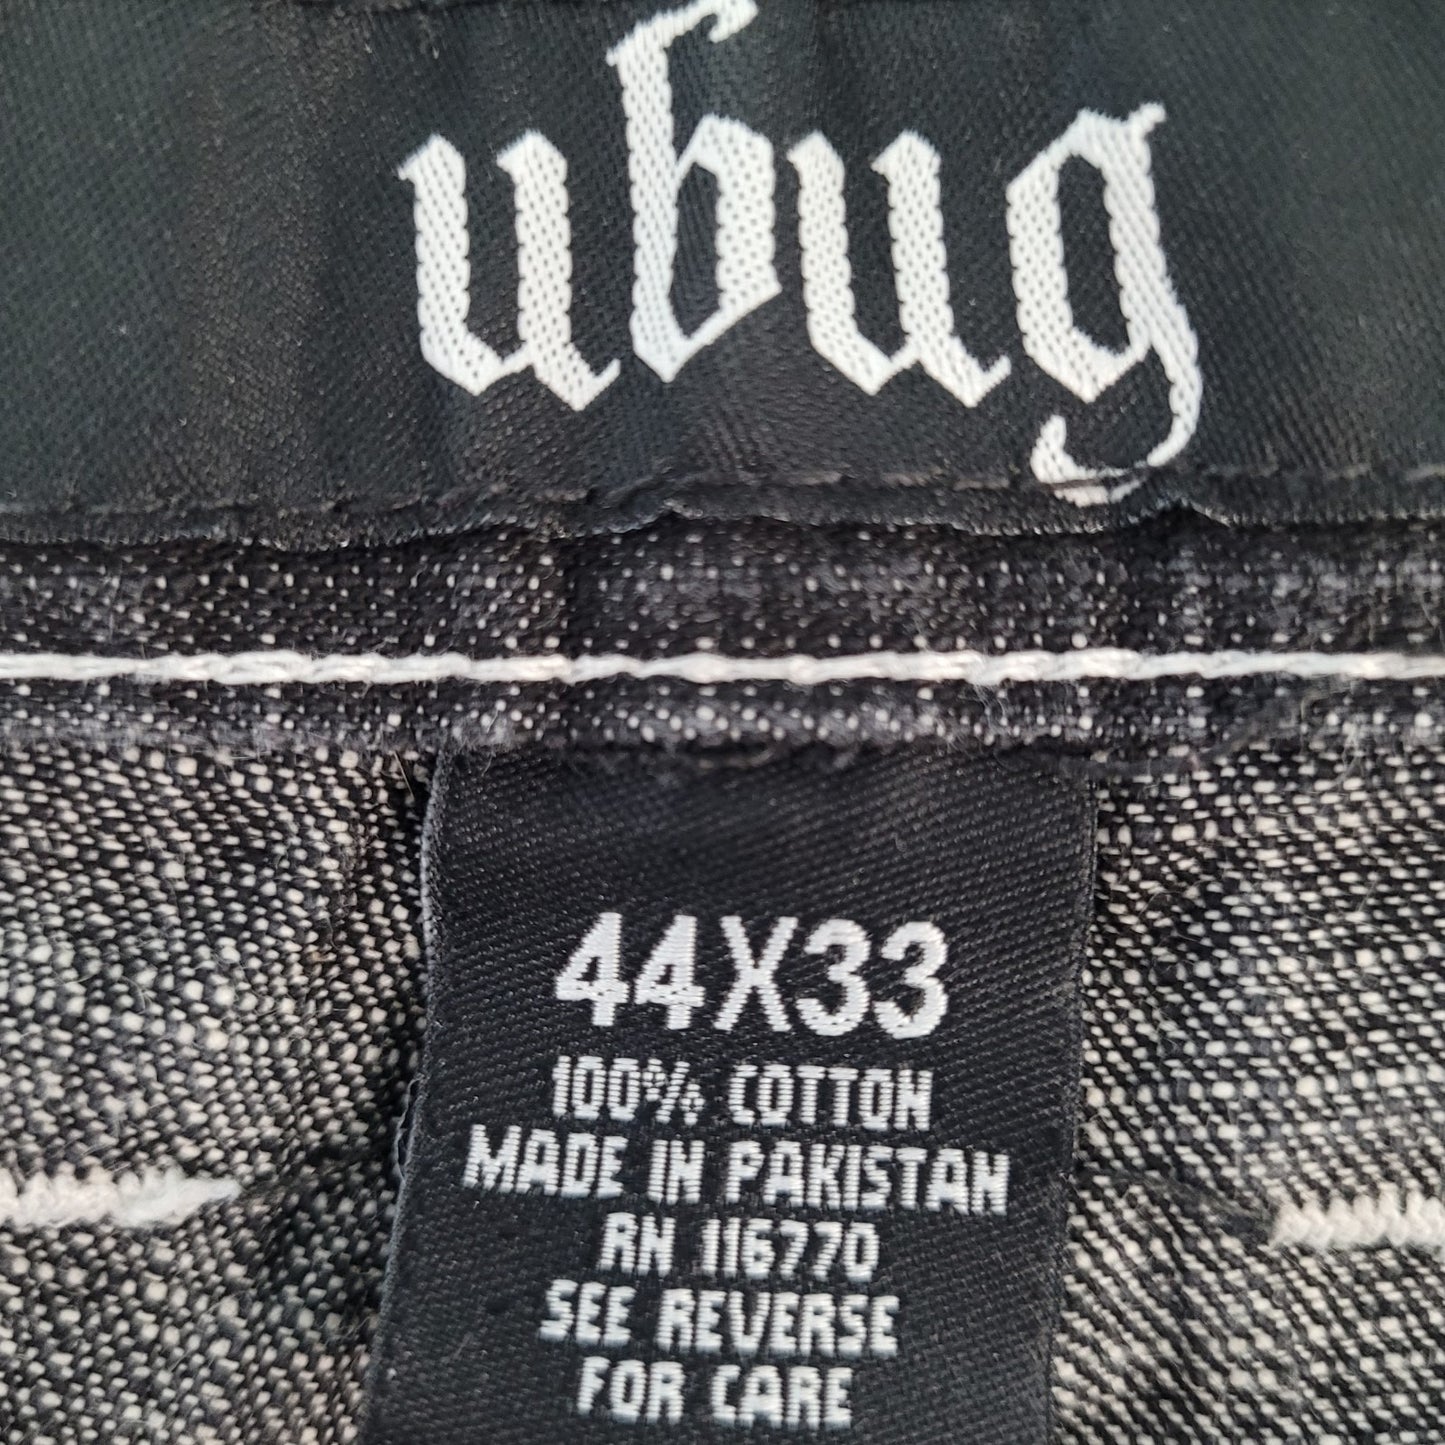 ubug
44X33
100% COTTON
MADE IN PAKISTAN
RN 116770
SEE REVERSE
FOR CARE